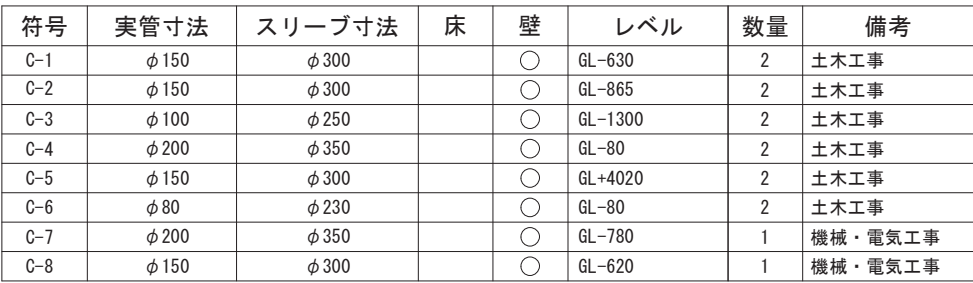 符号 実管寸法 スリーブ寸法 床 壁 レベル 数量 備考
C-1 φ150 φ300 ○ GL-630 2 土木工事
C-2 φ150 φ300 ○ GL-865 2 土木工事
C-3 φ100 φ250 ○ GL-1300 2 土木工事
C-4 φ200 φ350 ○ GL-80 2 土木工事
C-5 φ150 φ300 ○ GL+4020 2 土木工事
C-6 φ80 φ230 ○ GL-80 2 土木工事
C-7 φ200 φ350 ○ GL-780 1 機械・電気工事
C-8 φ150 φ300 ○ GL-620 1 機械・電気工事